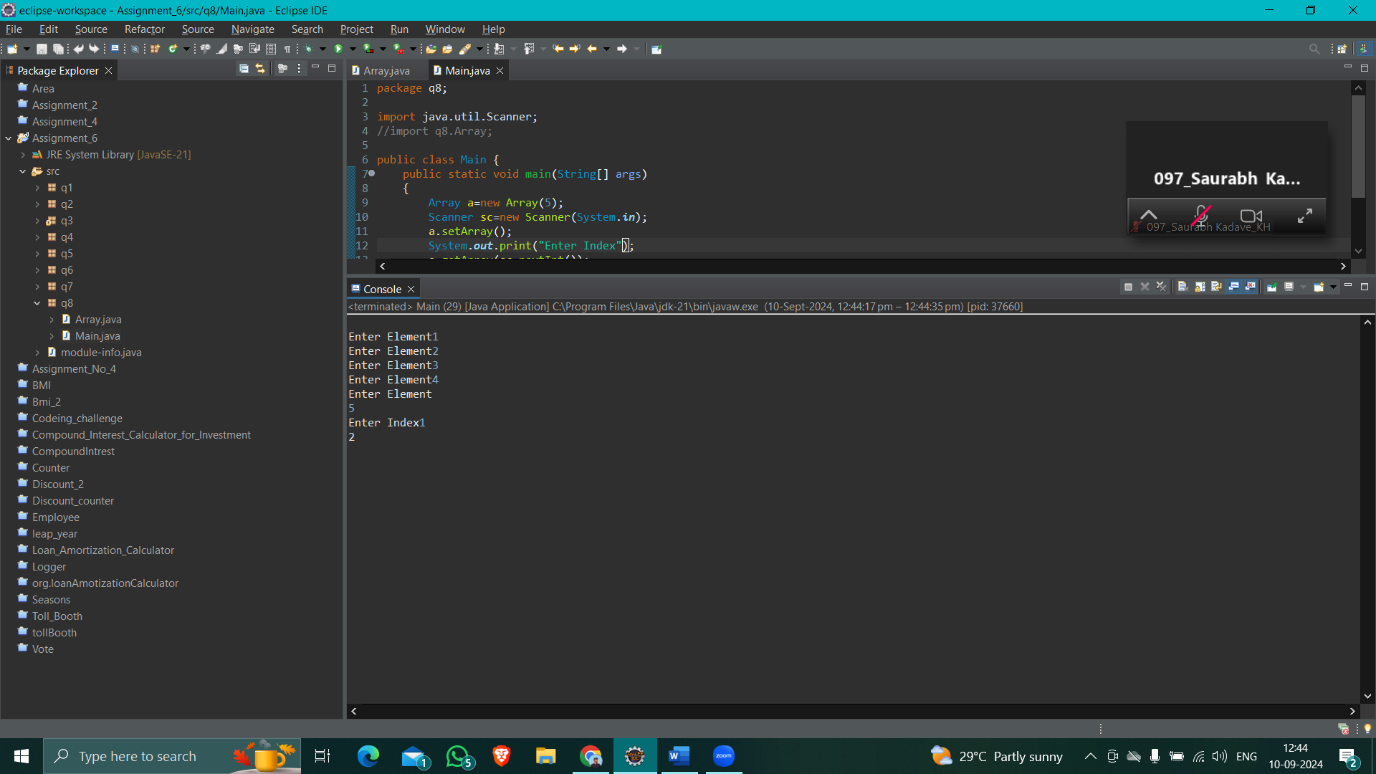 eclipse-workspace - Assignment_6/src/q8/Main.java - Eclipse IDE
File Edit Source Refactor Source Navigate Search Project Run Window Help
Package Explorer
Area
Assignment_2
Assignment_4
Assignment_6
JRE System Library [JavaSE-21]
src
q1
q2
q3
q4
q5
q6
q7
q8
Array.java
Main.java
module-info.java
Assignment_No_4
BMI
Bmi_2
Codeing_challenge
Compound_Interest_Calculator_for_Investment
CompoundIntrest
Counter
Discount_2
Discount_counter
Employee
leap_year
Loan_Amortization_Calculator
Logger
org.loanAmotizationCalculator
Seasons
Toll_Booth
tollBooth
Vote
Array.java Main.java
1 package q8;
2
3 import java.util.Scanner;
4 //import q8.Array;
5
6 public class Main {
7 public static void main(String[] args)
8 {
9 Array a=new Array(5);
10 Scanner sc=new Scanner(System.in);
11 a.setArray();
12 System.out.print("Enter Index");
097_Saurabh Ka...
097_Saurabh Kadave_KH
Console
<terminated> Main (29) [Java Application] C:\Program Files\Java\jdk-21\bin\javaw.exe (10-Sept-2024, 12:44:17 pm – 12:44:35 pm) [pid: 37660]
Enter Element1
Enter Element2
Enter Element3
Enter Element4
Enter Element
5
Enter Index1
2
Type here to search
1
5
W
zoom
29°C Partly sunny
ENG
12:44
10-09-2024
2